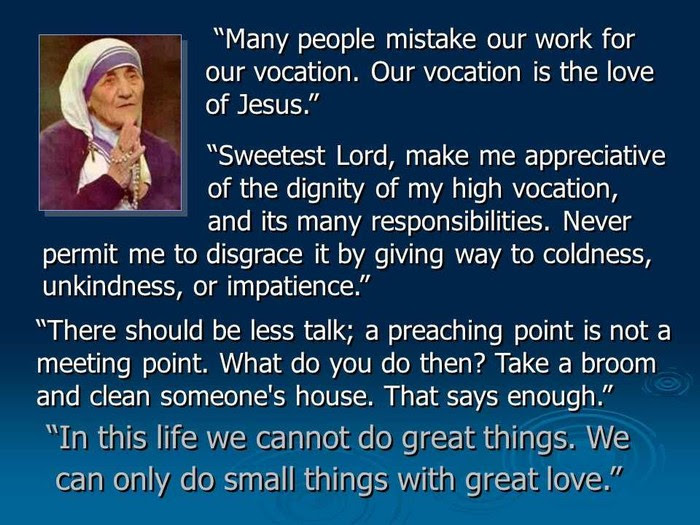 “Many people mistake our work for
our vocation. Our vocation is the love
of Jesus.”
“Sweetest Lord, make me appreciative
of the dignity of my high vocation,
and its many responsibilities. Never
permit me to disgrace it by giving way to coldness,
unkindness, or impatience.”
“There should be less talk; a preaching point is not a
meeting point. What do you do then? Take a broom
and clean someone's house. That says enough.”
“In this life we cannot do great things. We
can only do small things with great love.”